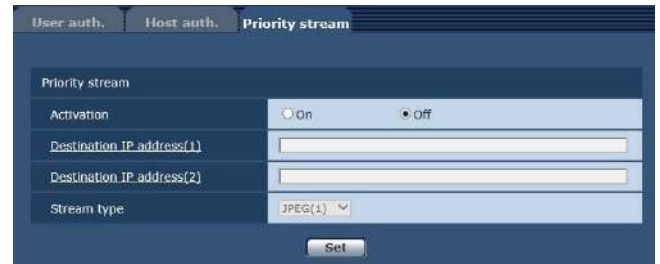 User auth. Host auth. Priority stream
Priority stream
Activation On Off
Destination IP address(1)
Destination IP address(2)
Stream type JPEG(1)
Set